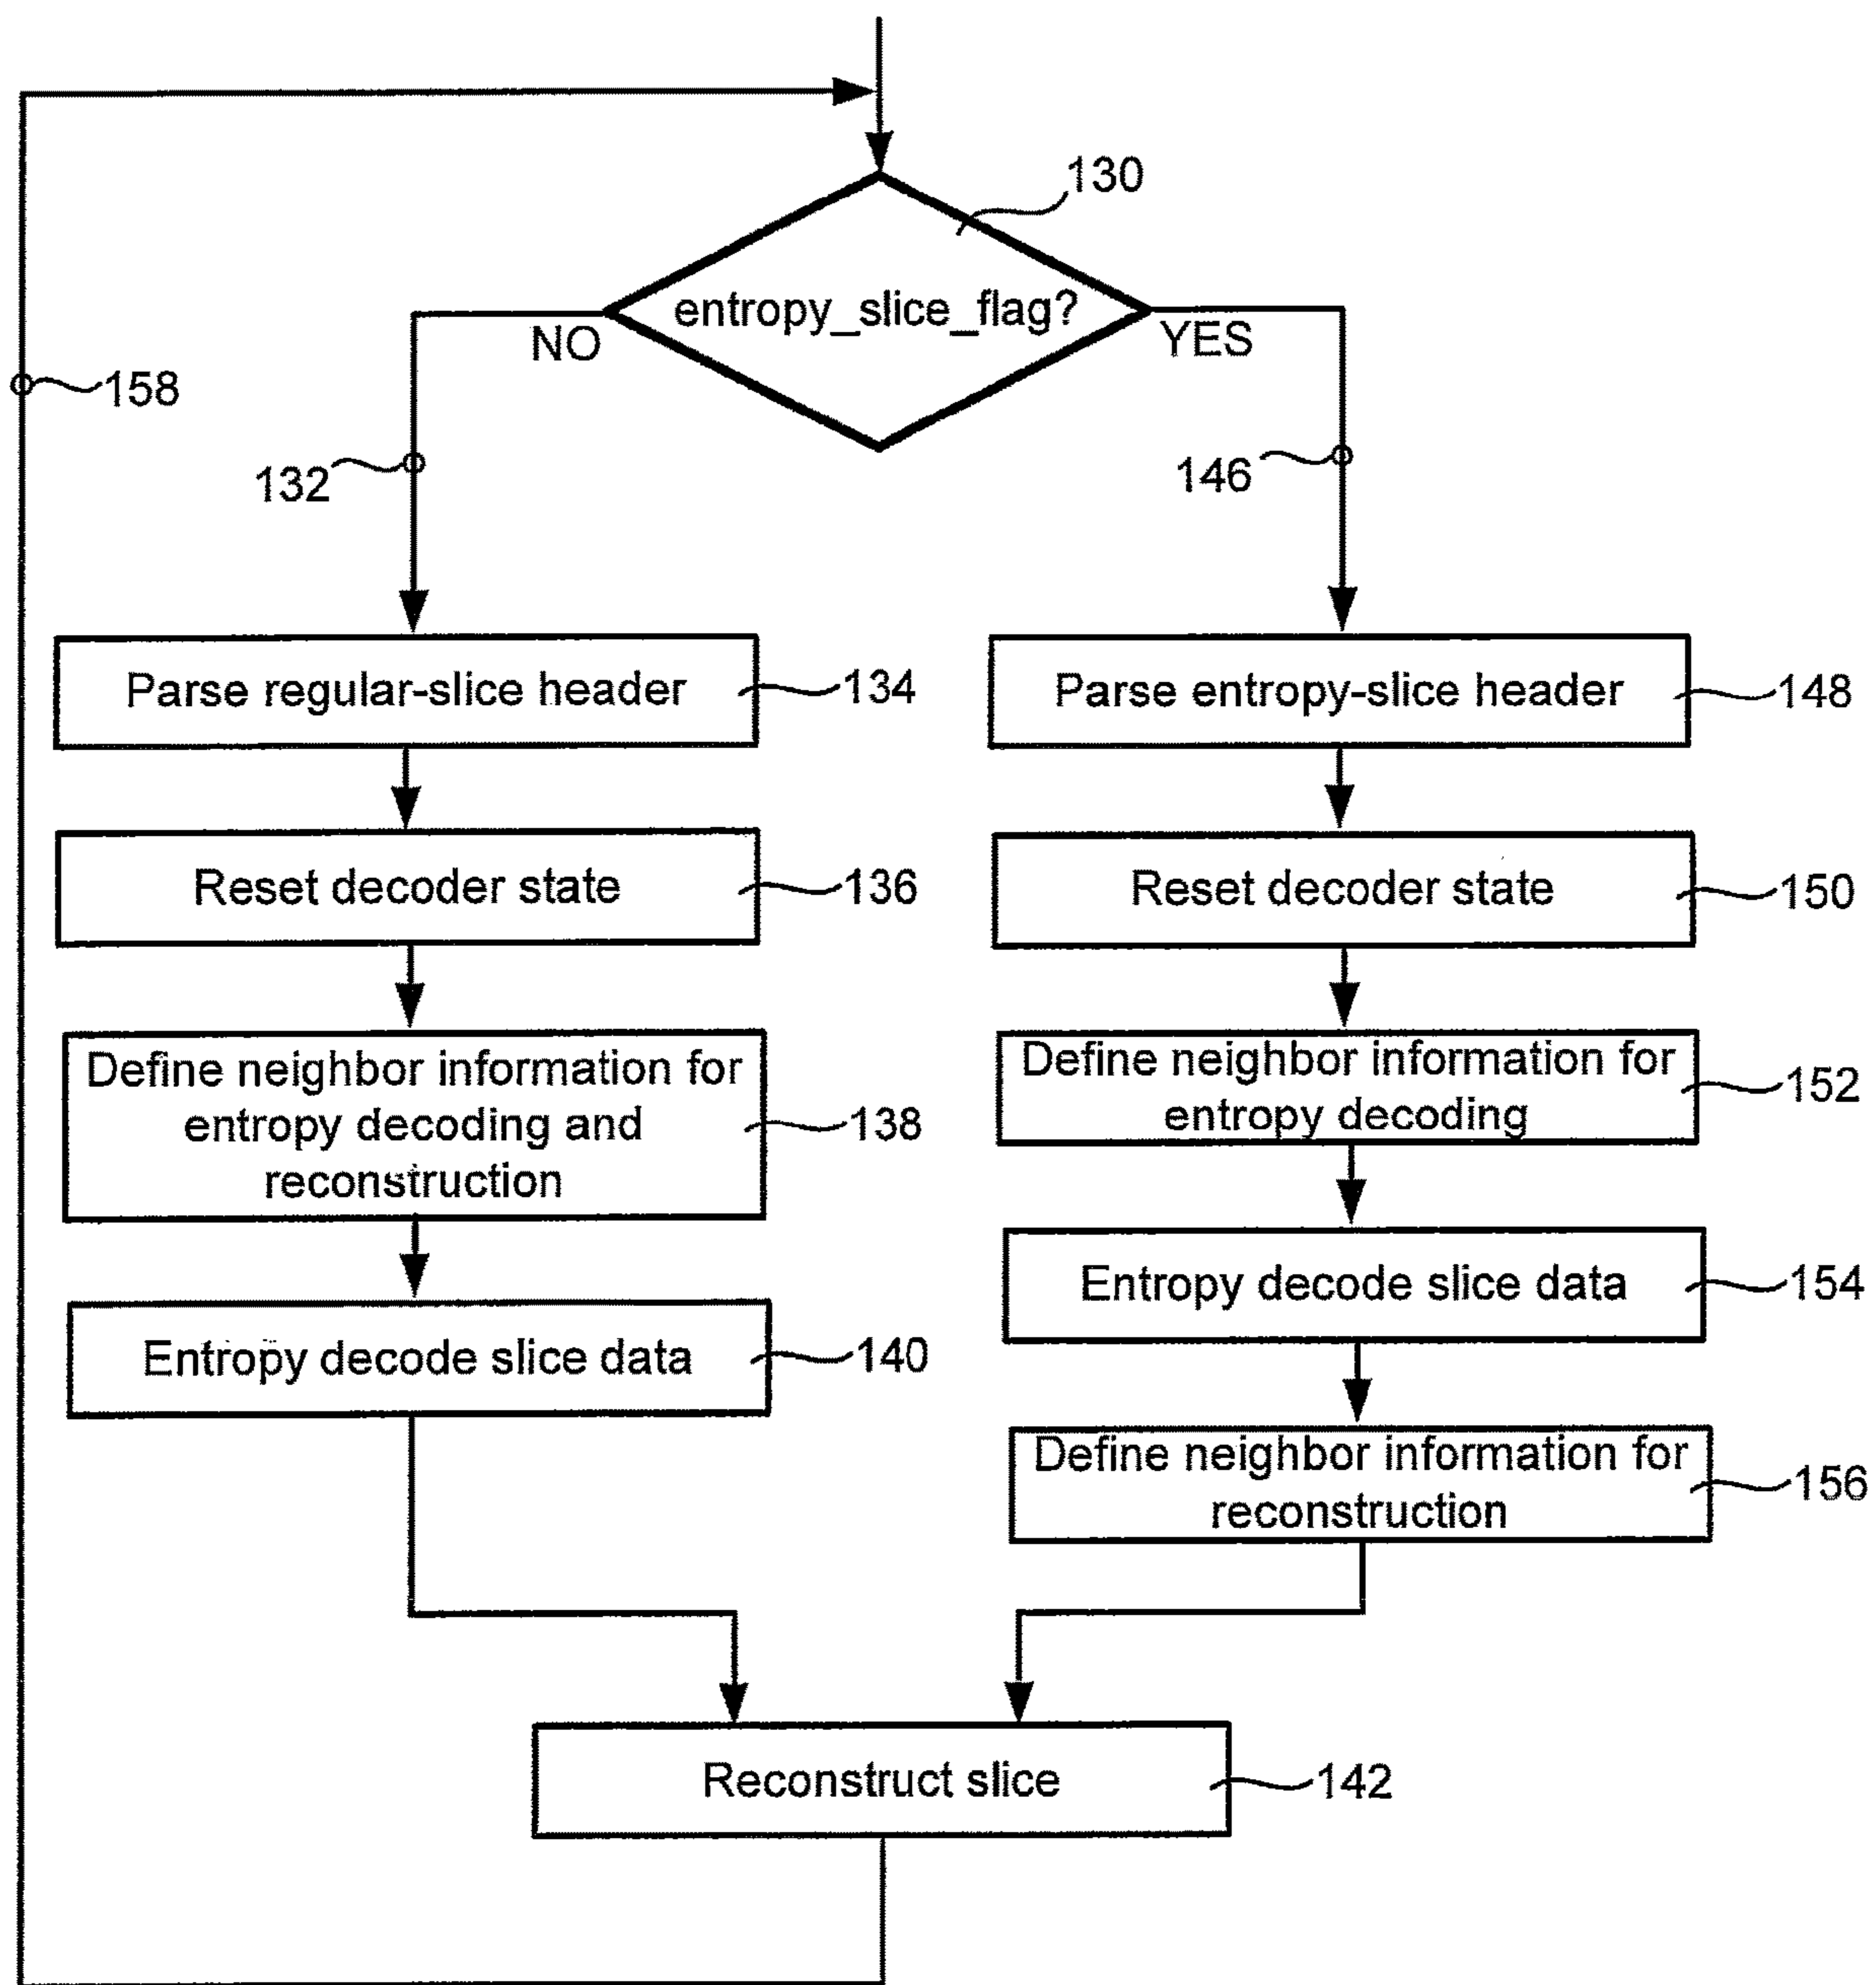 130
entropy_slice_flag?
NO
YES
158
132
146
Parse regular-slice header
134
Parse entropy-slice header
148
Reset decoder state
136
Reset decoder state
150
Define neighbor information for
entropy decoding and
reconstruction
138
Define neighbor information for
entropy decoding
152
Entropy decode slice data
140
Entropy decode slice data
154
Define neighbor information for
reconstruction
156
Reconstruct slice
142